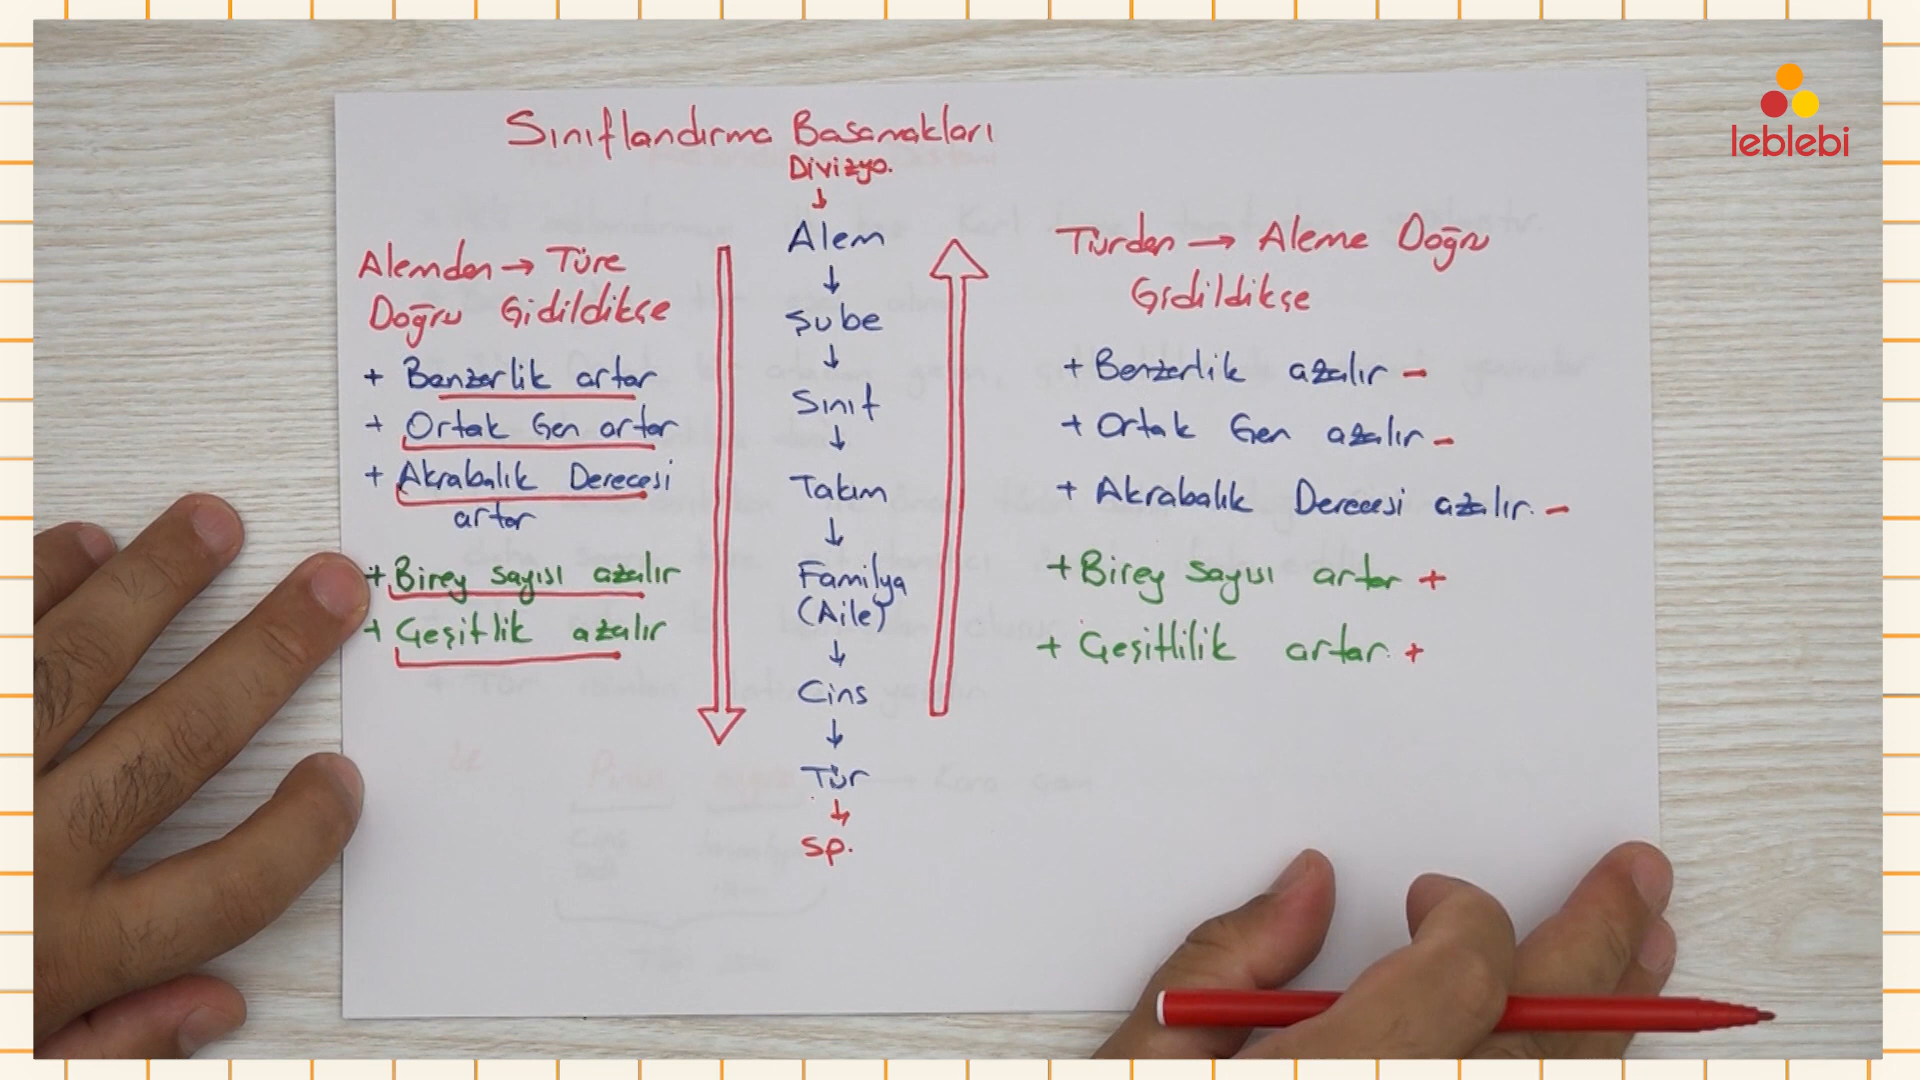 leblebi
Sınıflandırma Basamakları
Divizyo.
↓
Alem
↓
Şube
↓
Sınıf
↓
Takım
↓
Familya
(Aile)
↓
Cins
↓
Tür
↓
Sp.
Alemden → Türe
Doğru Gidildikçe
+ Benzerlik artar
+ Ortak Gen artar
+ Akrabalık Derecesi
artar
+ Birey sayısı azalır
+ Çeşitlik azalır
Türden → Aleme Doğru
Gidildikçe
+ Benzerlik azalır -
+ Ortak Gen azalır -
+ Akrabalık Derecesi azalır. -
+ Birey sayısı artar +
+ Çeşitlilik artar. +